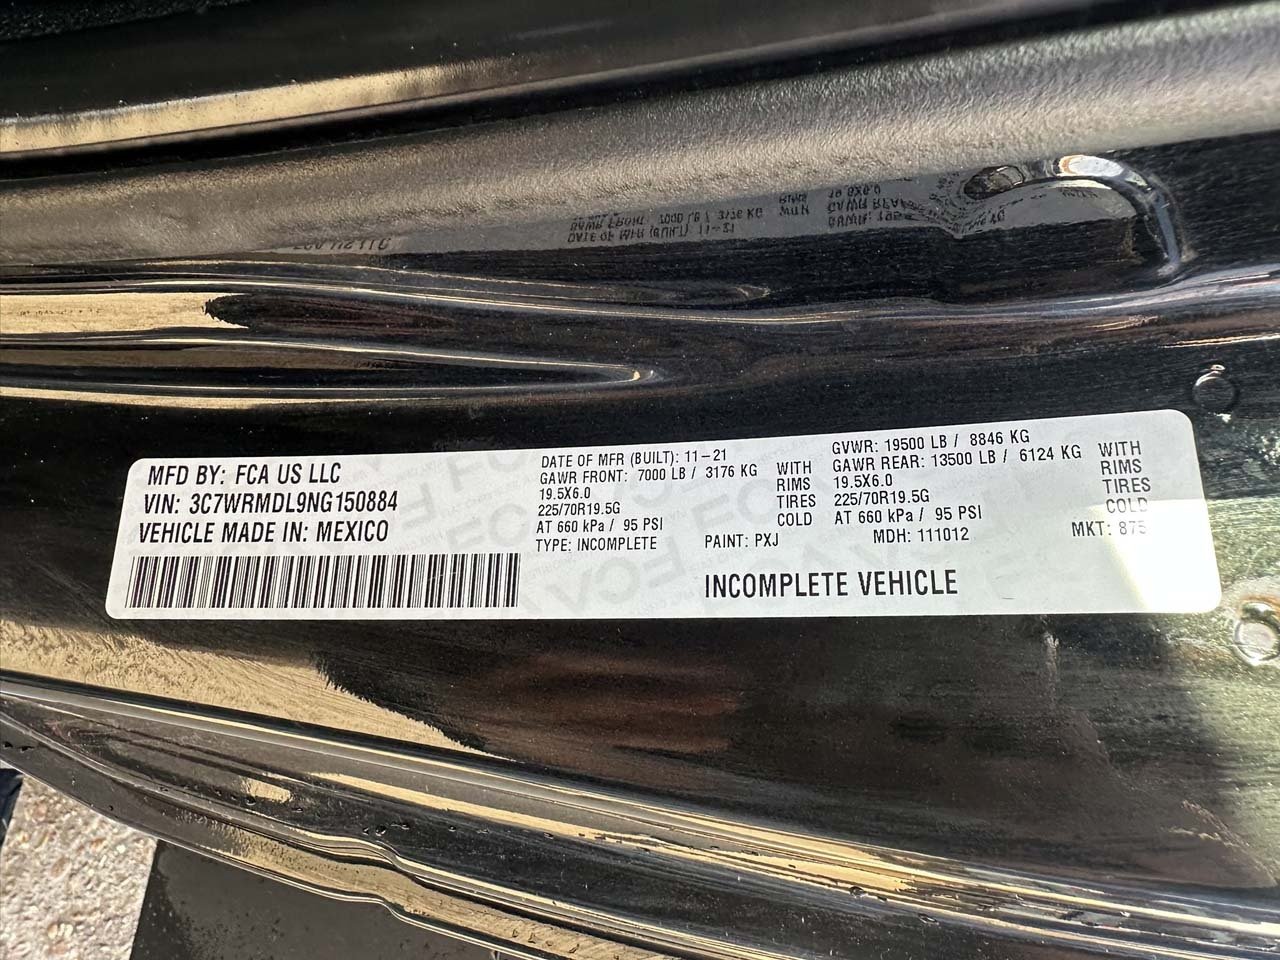 MFD BY: FCA US LLC
VIN: 3C7WRMDL9NG150884
VEHICLE MADE IN: MEXICO
DATE OF MFR (BUILT): 11-21
GAWR FRONT: 7000 LB / 3176 KG WITH
19.5X6.0 RIMS
225/70R19.5G TIRES
AT 660 kPa / 95 PSI COLD
GVWR: 19500 LB / 8846 KG
GAWR REAR: 13500 LB / 6124 KG WITH
19.5X6.0 RIMS
225/70R19.5G TIRES
AT 660 kPa / 95 PSI COLD
TYPE: INCOMPLETE PAINT: PXJ MDH: 111012 MKT: 875
INCOMPLETE VEHICLE